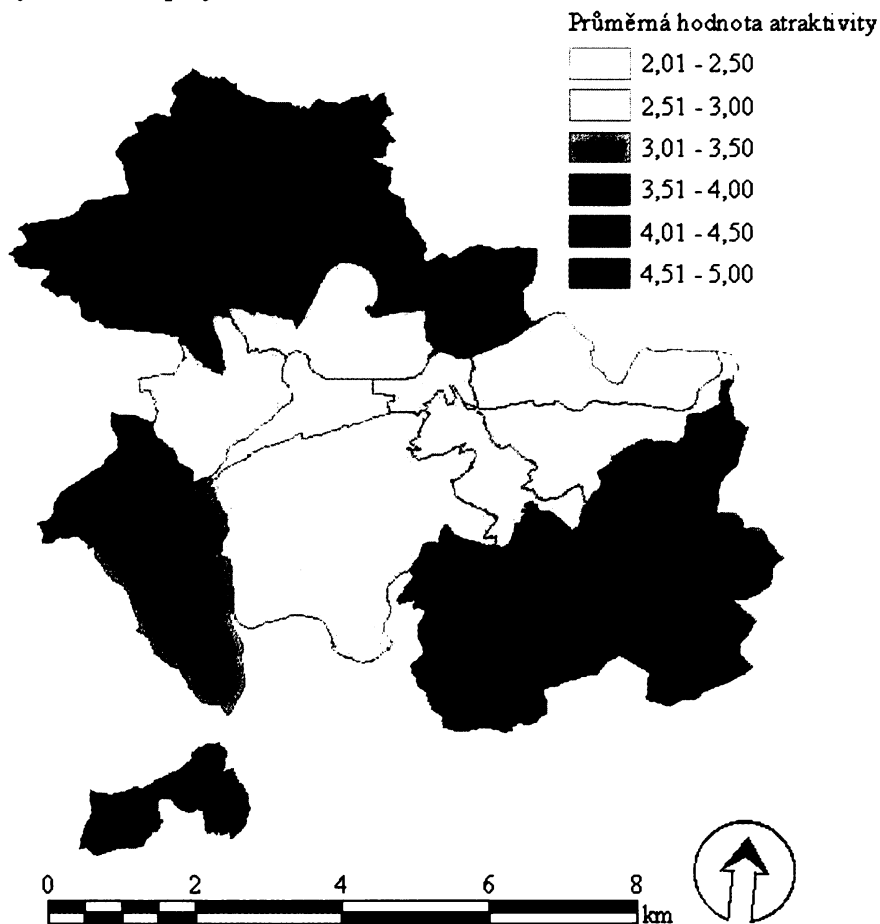 Průměrná hodnota atraktivity
2,01 - 2,50
2,51 - 3,00
3,01 - 3,50
3,51 - 4,00
4,01 - 4,50
4,51 - 5,00
0 2 4 6 8
km